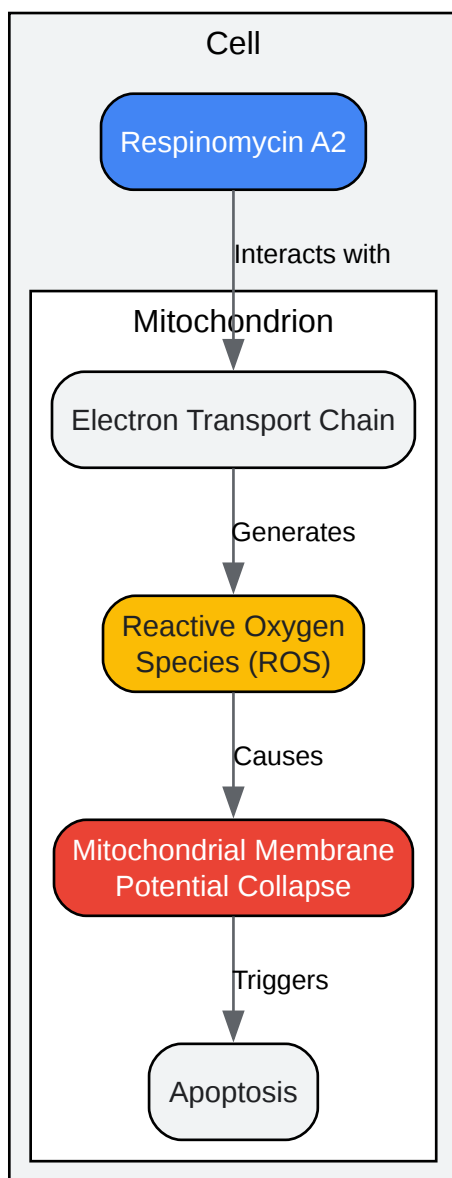 Cell
Respinomycin A2
Interacts with
Mitochondrion
Electron Transport Chain
Generates
Reactive Oxygen
Species (ROS)
Causes
Mitochondrial Membrane
Potential Collapse
Triggers
Apoptosis